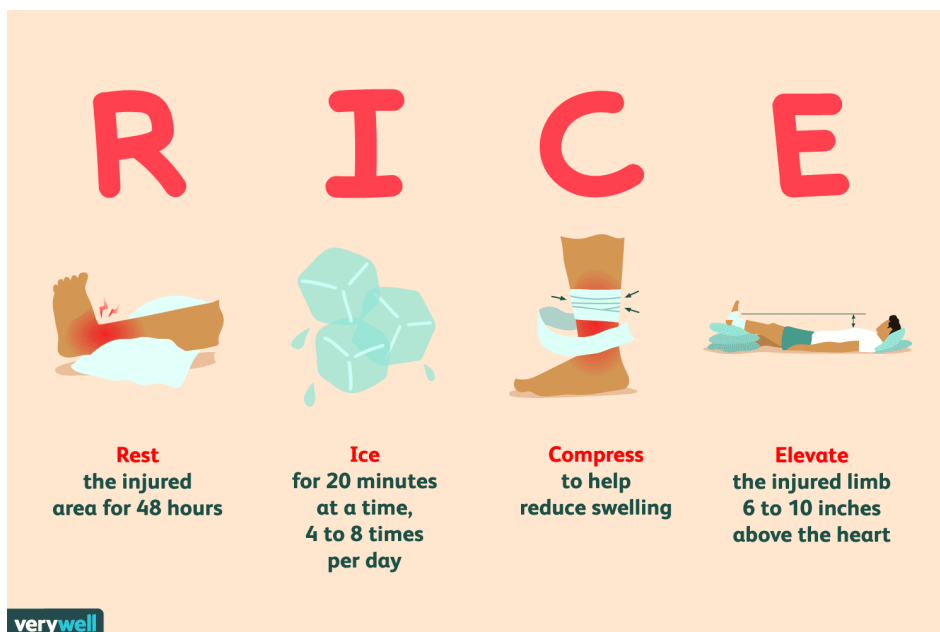 R I C E
Rest
the injured
area for 48 hours
Ice
for 20 minutes
at a time,
4 to 8 times
per day
Compress
to help
reduce swelling
Elevate
the injured limb
6 to 10 inches
above the heart
verywell